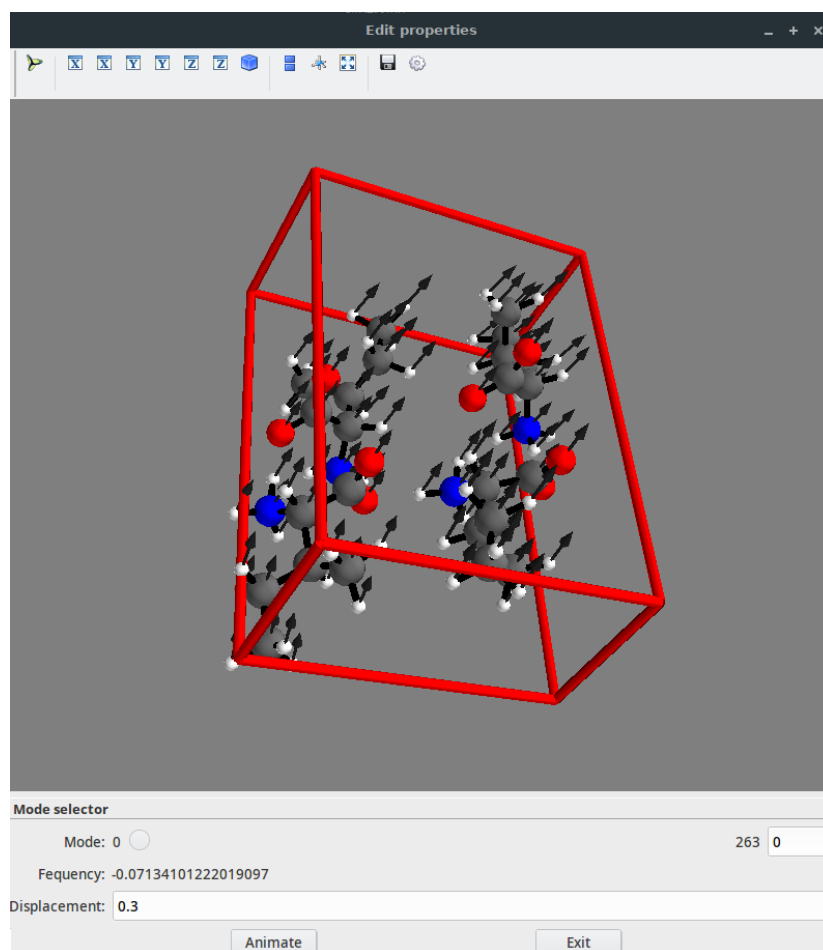 Edit properties
X X Y Y Z Z
Mode selector
Mode: 0 263 0
Fequency: -0.07134101222019097
Displacement: 0.3
Animate Exit